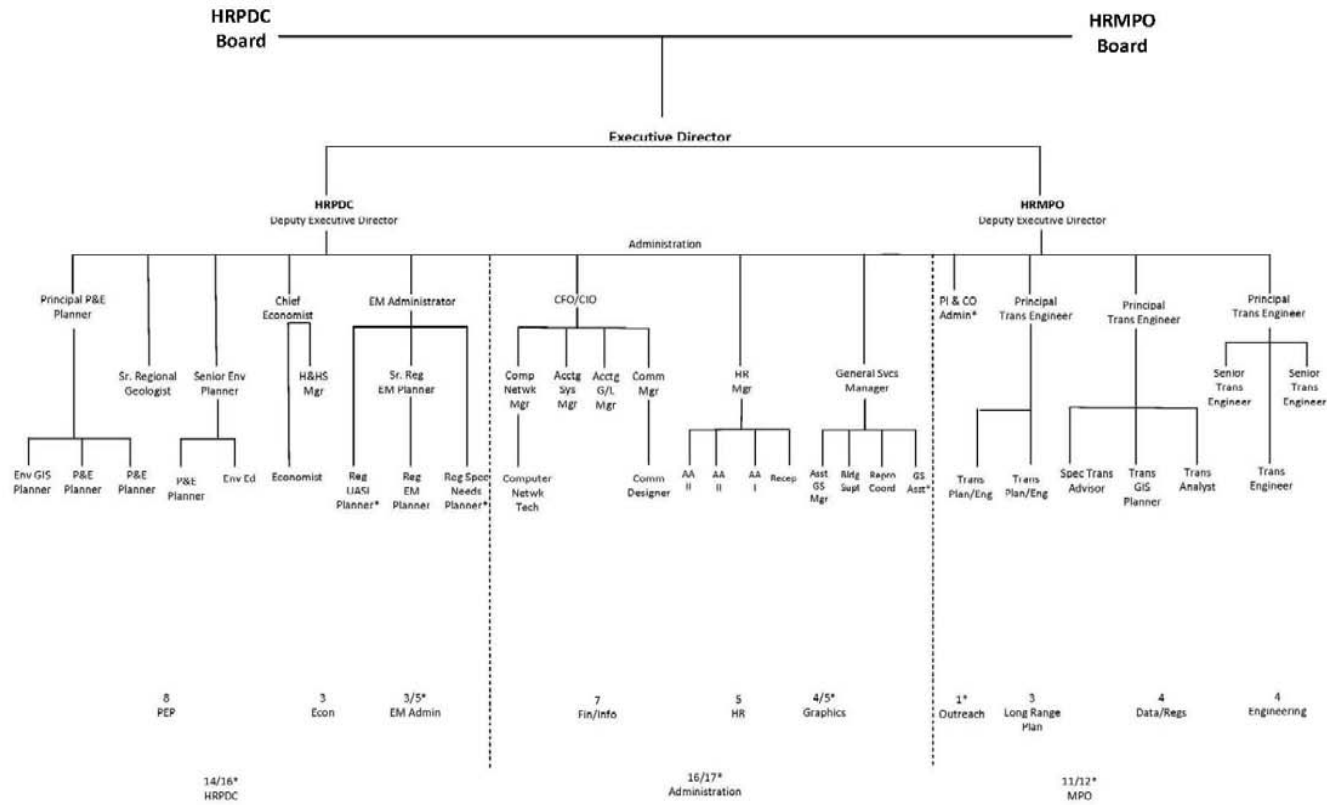 HRPDC
Board
HRMPO
Board
Executive Director
HRPDC
Deputy Executive Director
HRMPO
Deputy Executive Director
Administration
Principal P&E
Planner
Chief
Economist
EM Administrator
CFO/CIO
PI & CO
Admin*
Principal
Trans Engineer
Principal
Trans Engineer
Principal
Trans Engineer
Sr. Regional
Geologist
Senior Env
Planner
H&HS
Mgr
Sr. Reg
EM Planner
Comp
Netwk
Mgr
Acctg
Sys
Mgr
Acctg
G/L
Mgr
Comm
Mgr
HR
Mgr
General Svcs
Manager
Senior
Trans
Engineer
Senior
Trans
Engineer
Env GIS
Planner
P&E
Planner
P&E
Planner
P&E
Planner
Env Ed
Economist
Reg
UASI
Planner*
Reg
EM
Planner
Reg Spec
Needs
Planner*
Computer
Netwk
Tech
Comm
Designer
AA
II
AA
II
AA
I
Recep
Asst
GS
Mgr
Bldg
Supt
Repro
Coord
GS
Asst*
Trans
Plan/Eng
Trans
Plan/Eng
Spec Trans
Advisor
Trans
GIS
Planner
Trans
Analyst
Trans
Engineer
8
PEP
3
Econ
3/5*
EM Admin
7
Fin/Info
5
HR
4/5*
Graphics
1*
Outreach
3
Long Range
Plan
4
Data/Regs
4
Engineering
14/16*
HRPDC
16/17*
Administration
11/12*
MPO